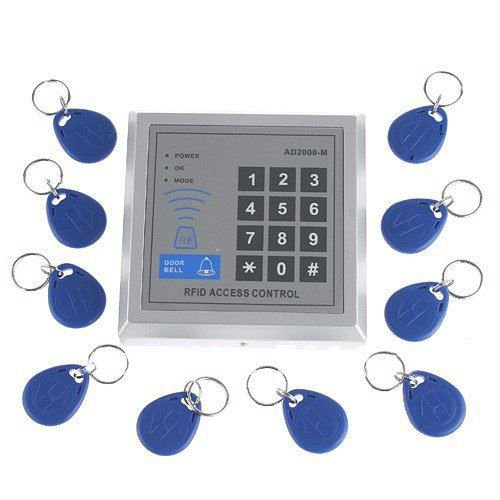 AD2000-M
POWER
OK
MODE
1 2 3
4 5 6
7 8 9
* 0 #
RF
DOOR
BELL
RFID ACCESS CONTROL